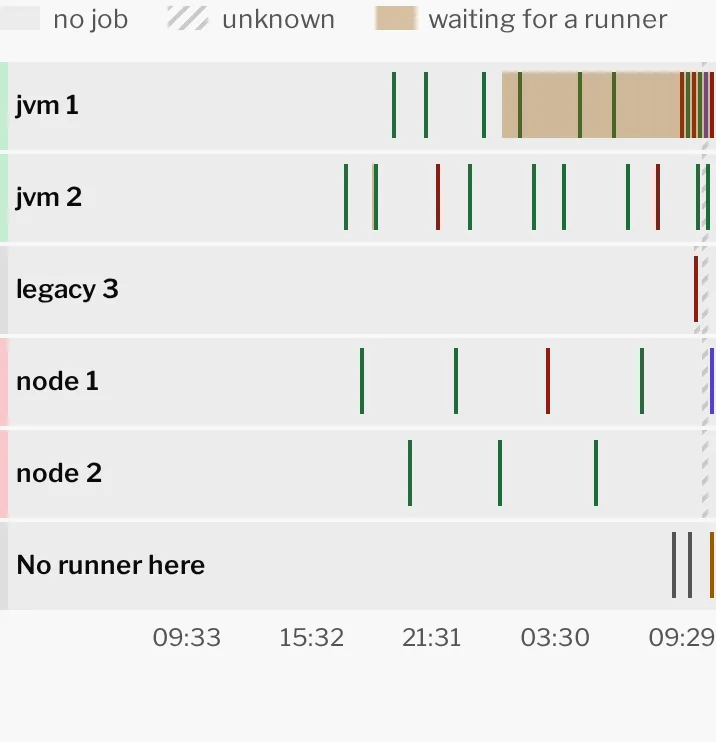 no job unknown waiting for a runner
jvm 1
jvm 2
legacy 3
node 1
node 2
No runner here
09:33 15:32 21:31 03:30 09:29